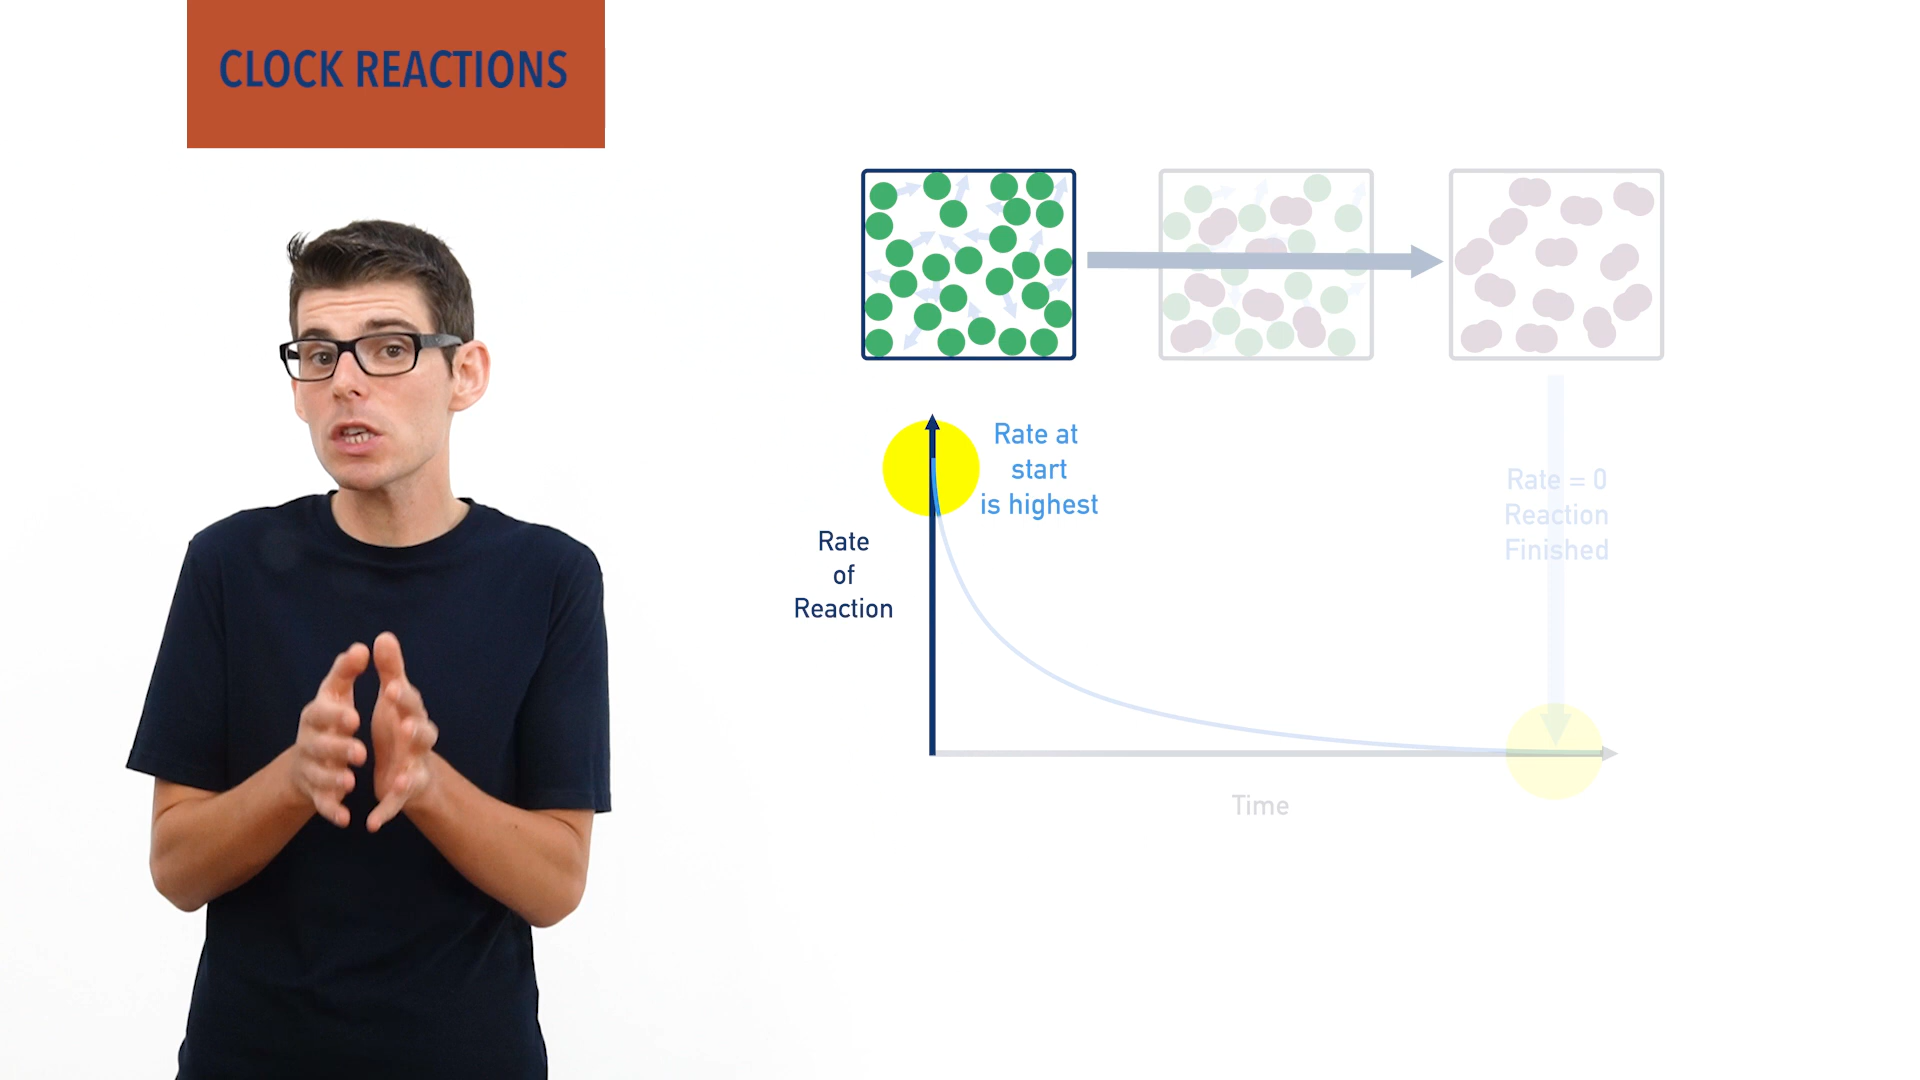 CLOCK REACTIONS
Rate at
start
is highest
Rate
of
Reaction
Rate = 0
Reaction
Finished
Time